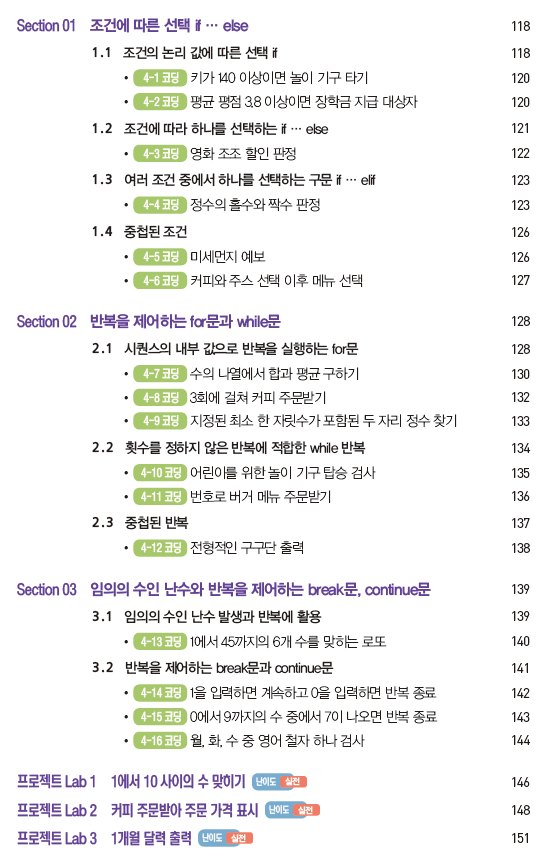 Section 01 조건에 따른 선택 if … else 118
1.1 조건의 논리 값에 따른 선택 if 118
• 4-1 코딩 키가 140 이상이면 놀이 기구 타기 120
• 4-2 코딩 평균 평점 3.8 이상이면 장학금 지급 대상자 120
1.2 조건에 따라 하나를 선택하는 if … else 121
• 4-3 코딩 영화 조조 할인 판정 122
1.3 여러 조건 중에서 하나를 선택하는 구문 if … elif 123
• 4-4 코딩 정수의 홀수와 짝수 판정 123
1.4 중첩된 조건 126
• 4-5 코딩 미세먼지 예보 126
• 4-6 코딩 커피와 주스 선택 이후 메뉴 선택 127
Section 02 반복을 제어하는 for문과 while문 128
2.1 시퀀스의 내부 값으로 반복을 실행하는 for문 128
• 4-7 코딩 수의 나열에서 합과 평균 구하기 130
• 4-8 코딩 3회에 걸쳐 커피 주문받기 132
• 4-9 코딩 지정된 최소 한 자릿수가 포함된 두 자리 정수 찾기 133
2.2 횟수를 정하지 않은 반복에 적합한 while 반복 134
• 4-10 코딩 어린이를 위한 놀이 기구 탑승 검사 135
• 4-11 코딩 번호로 버거 메뉴 주문받기 136
2.3 중첩된 반복 137
• 4-12 코딩 전형적인 구구단 출력 138
Section 03 임의의 수인 난수와 반복을 제어하는 break문, continue문 139
3.1 임의의 수인 난수 발생과 반복에 활용 139
• 4-13 코딩 1에서 45까지의 6개 수를 맞히는 로또 140
3.2 반복을 제어하는 break문과 continue문 141
• 4-14 코딩 1을 입력하면 계속하고 0을 입력하면 반복 종료 142
• 4-15 코딩 0에서 9까지의 수 중에서 7이 나오면 반복 종료 143
• 4-16 코딩 월, 화, 수 중 영어 철자 하나 검사 144
프로젝트 Lab 1 1에서 10 사이의 수 맞히기 난이도 실전 146
프로젝트 Lab 2 커피 주문받아 주문 가격 표시 난이도 실전 148
프로젝트 Lab 3 1개월 달력 출력 난이도 실전 151